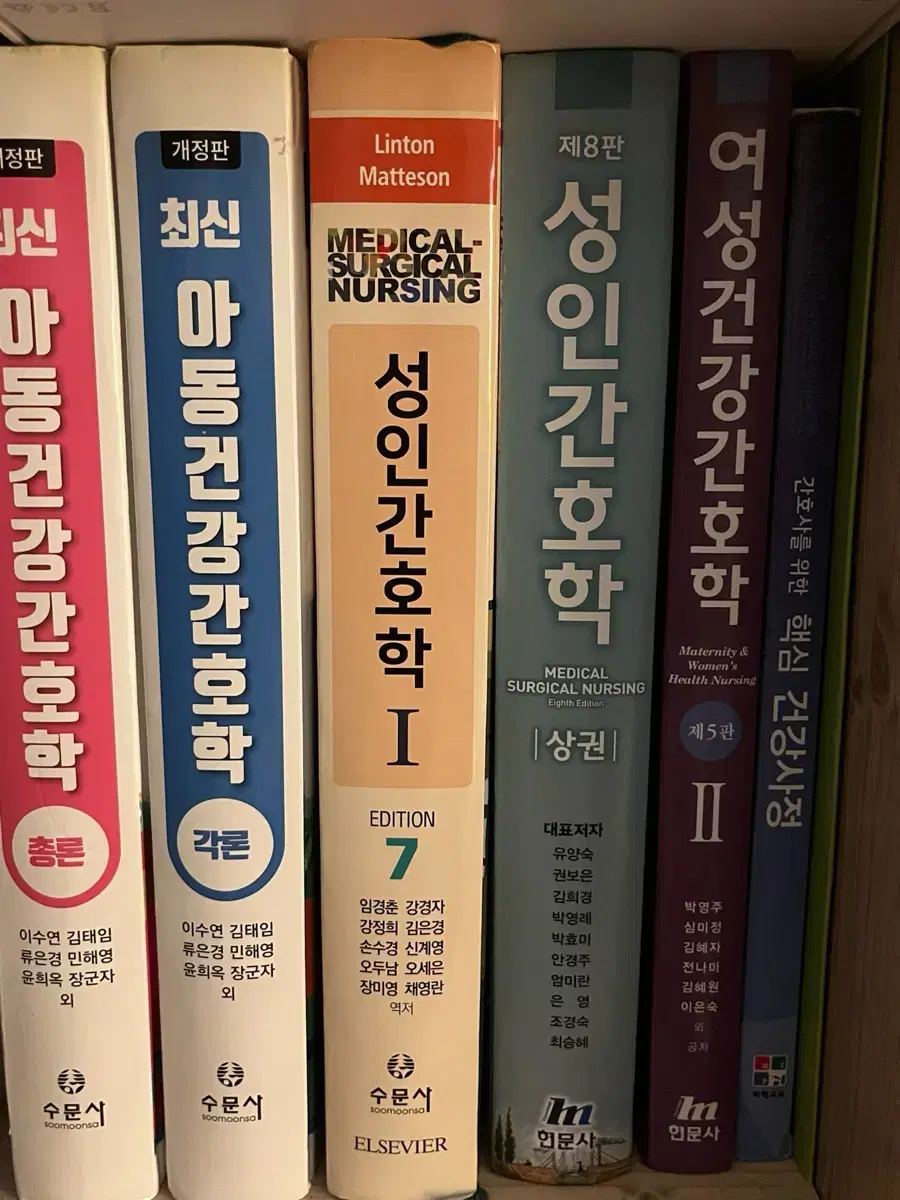 개정판
최신
아동건강간호학
총론
이수연 김태임
류은경 민해영
윤희옥 장군자
외
수문사
soomoonsa
개정판
최신
아동건강간호학
각론
이수연 김태임
류은경 민해영
윤희옥 장군자
외
수문사
soomoonsa
Linton
Matteson
MEDICAL-
SURGICAL
NURSING
성인간호학 I
EDITION
7
임경춘 강경자
강정희 김은경
손수경 신계영
오두남 오세은
장미영 채영란
역저
수문사
soomoonsa
ELSEVIER
제8판
성인간호학
MEDICAL
SURGICAL NURSING
Eighth Edition
상권
대표저자
유양숙
권보은
김희경
박영례
박효미
안경주
엄미란
은 영
조경숙
최승혜
현문사
여성건강간호학
Maternity &
Women's
Health Nursing
제5판
II
박영주
심미정
김혜자
전나미
김혜원
이은숙
외
공저
현문사
간호사를 위한 핵심 건강사정